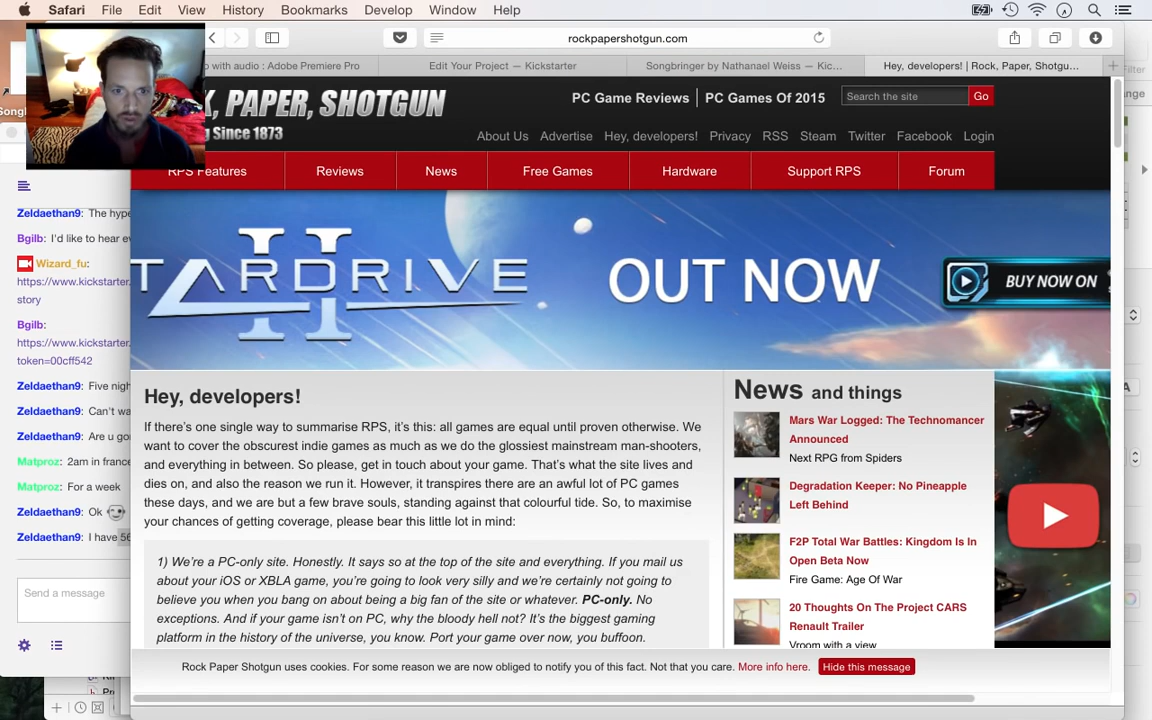 Safari File Edit View History Bookmarks Develop Window Help
rockpapershotgun.com
with audio : Adobe Premiere Pro
Edit Your Project — Kickstarter
Songbringer by Nathanael Weiss — Kic...
Hey, developers! | Rock, Paper, Shotgu...
PAPER, SHOTGUN
Since 1873
PC Game Reviews PC Games Of 2015
Search the site Go
About Us Advertise Hey, developers! Privacy RSS Steam Twitter Facebook Login
RPS Features Reviews News Free Games Hardware Support RPS Forum
Zeldaethan9: The hype
Bgilb: I'd like to hear
Wizard_fu:
https://www.kickstarter.
story
Bgilb:
https://www.kickstarter.
token=00cff542
Zeldaethan9: Five nigh
Zeldaethan9: Can't wa
Zeldaethan9: Are u go
Matproz: 2am in france
Matproz: For a week
Zeldaethan9: Ok
Zeldaethan9: I have 56
Send a message
TARDRIVE II
OUT NOW
BUY NOW ON
Hey, developers!
If there's one single way to summarise RPS, it's this: all games are equal until proven otherwise. We
want to cover the obscurest indie games as much as we do the glossiest mainstream man-shooters,
and everything in between. So please, get in touch about your game. That's what the site lives and
dies on, and also the reason we run it. However, it transpires there are an awful lot of PC games
these days, and we are but a few brave souls, standing against that colourful tide. So, to maximise
your chances of getting coverage, please bear this little lot in mind:
1) We're a PC-only site. Honestly. It says so at the top of the site and everything. If you mail us
about your iOS or XBLA game, you're going to look very silly and we're certainly not going to
believe you when you bang on about being a big fan of the site or whatever. PC-only. No
exceptions. And if your game isn't on PC, why the bloody hell not? It's the biggest gaming
platform in the history of the universe, you know. Port your game over now, you buffoon.
News and things
Mars War Logged: The Technomancer
Announced
Next RPG from Spiders
Degradation Keeper: No Pineapple
Left Behind
F2P Total War Battles: Kingdom Is In
Open Beta Now
Fire Game: Age Of War
20 Thoughts On The Project CARS
Renault Trailer
Vroom with a view
Rock Paper Shotgun uses cookies. For some reason we are now obliged to notify you of this fact. Not that you care. More info here. Hide this message